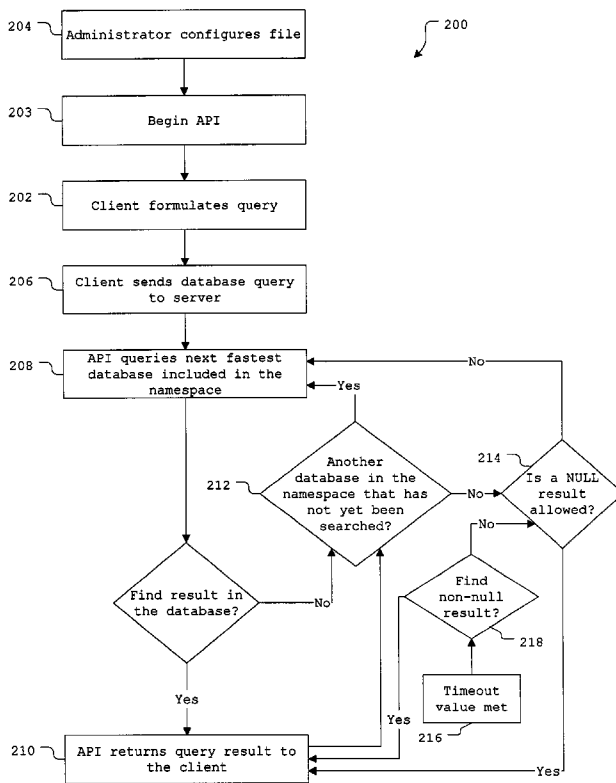 204
Administrator configures file
200
203
Begin API
202
Client formulates query
206
Client sends database query
to server
208
API queries next fastest
database included in the
namespace
No
Yes
212
Another
database in the
namespace that has
not yet been
searched?
No
214
Is a NULL
result
allowed?
No
Find
non-null
result?
218
Find result in
the database?
No
Yes
Timeout
value met
216
Yes
210
API returns query result to
the client
Yes